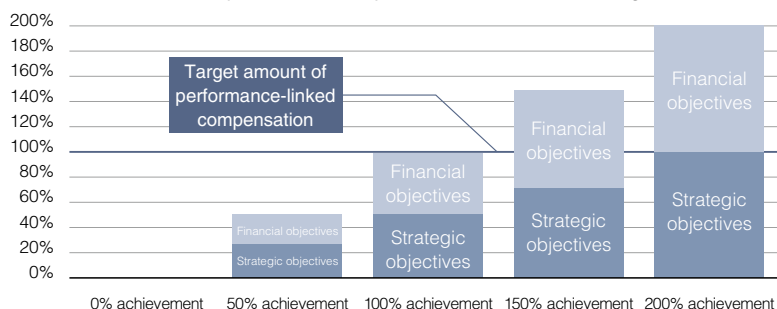 200%
180%
160%
140%
120%
100%
80%
60%
40%
20%
0%
Target amount of
performance-linked
compensation
Financial objectives
Strategic objectives
Financial
objectives
Strategic
objectives
Financial
objectives
Strategic
objectives
Financial
objectives
Strategic
objectives
0% achievement
50% achievement
100% achievement
150% achievement
200% achievement